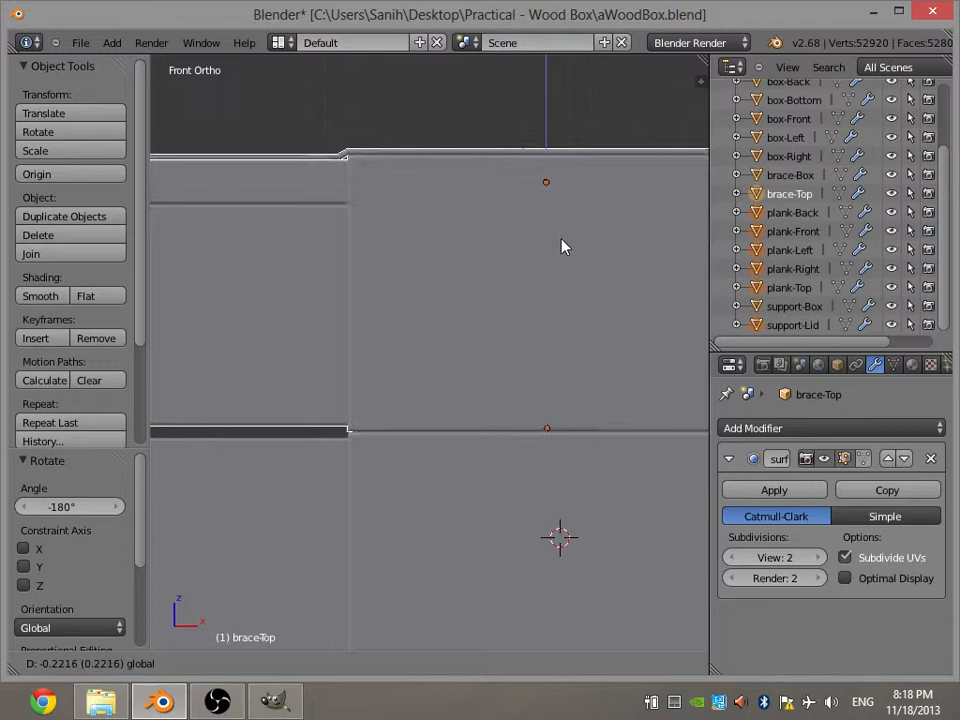 Blender* [C:\Users\Sanih\Desktop\Practical - Wood Box\aWoodBox.blend]
File Add Render Window Help Default Scene Blender Render v2.68 | Verts:52920 | Faces:5280
Object Tools
Transform:
Translate
Rotate
Scale
Origin
Object:
Duplicate Objects
Delete
Join
Shading:
Smooth Flat
Keyframes:
Insert Remove
Motion Paths:
Calculate Clear
Repeat:
Repeat Last
History...
Rotate
Angle
-180°
Constraint Axis
X
Y
Z
Orientation
Global
Front Ortho
z
x
(1) brace-Top
D: -0.2216 (0.2216) global
View Search All Scenes
box-Back
box-Bottom
box-Front
box-Left
box-Right
brace-Box
brace-Top
plank-Back
plank-Front
plank-Left
plank-Right
plank-Top
support-Box
support-Lid
brace-Top
Add Modifier
surf
Apply Copy
Catmull-Clark Simple
Subdivisions: Options:
View: 2 Subdivide UVs
Render: 2 Optimal Display
ENG
8:18 PM
11/18/2013